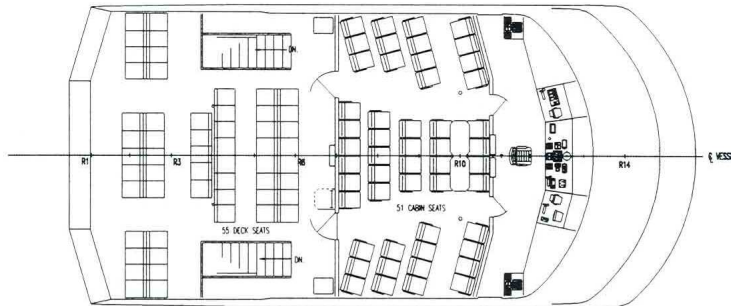 DN
R1
R3
R6
R10
R14
℄ VESS
55 DECK SEATS
51 CABIN SEATS
DN